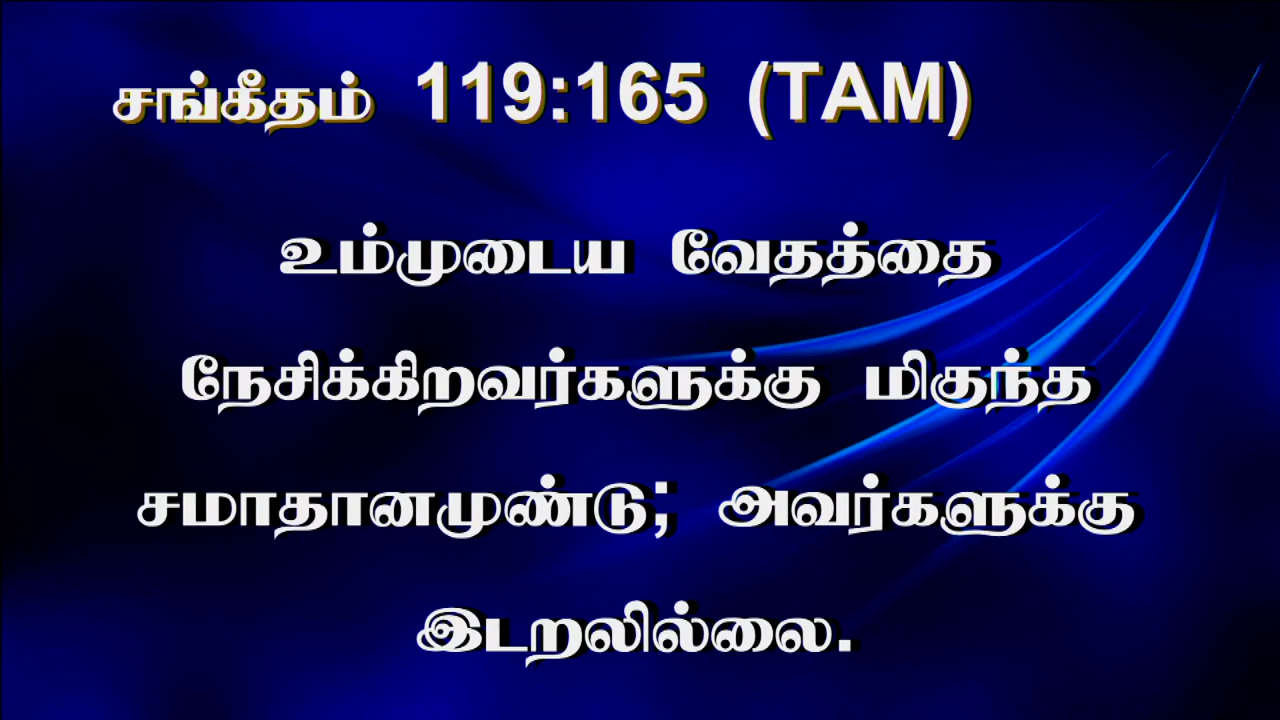 சங்கீதம் 119:165 (TAM)
உம்முடைய வேதத்தை
நேசிக்கிறவர்களுக்கு மிகுந்த
சமாதானமுண்டு; அவர்களுக்கு
இடறலில்லை.